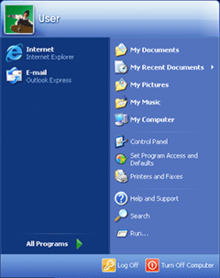 User
Internet
Internet Explorer
E-mail
Outlook Express
All Programs
My Documents
My Recent Documents
My Pictures
My Music
My Computer
Control Panel
Set Program Access and
Defaults
Printers and Faxes
Help and Support
Search
Run...
Log Off
Turn Off Computer